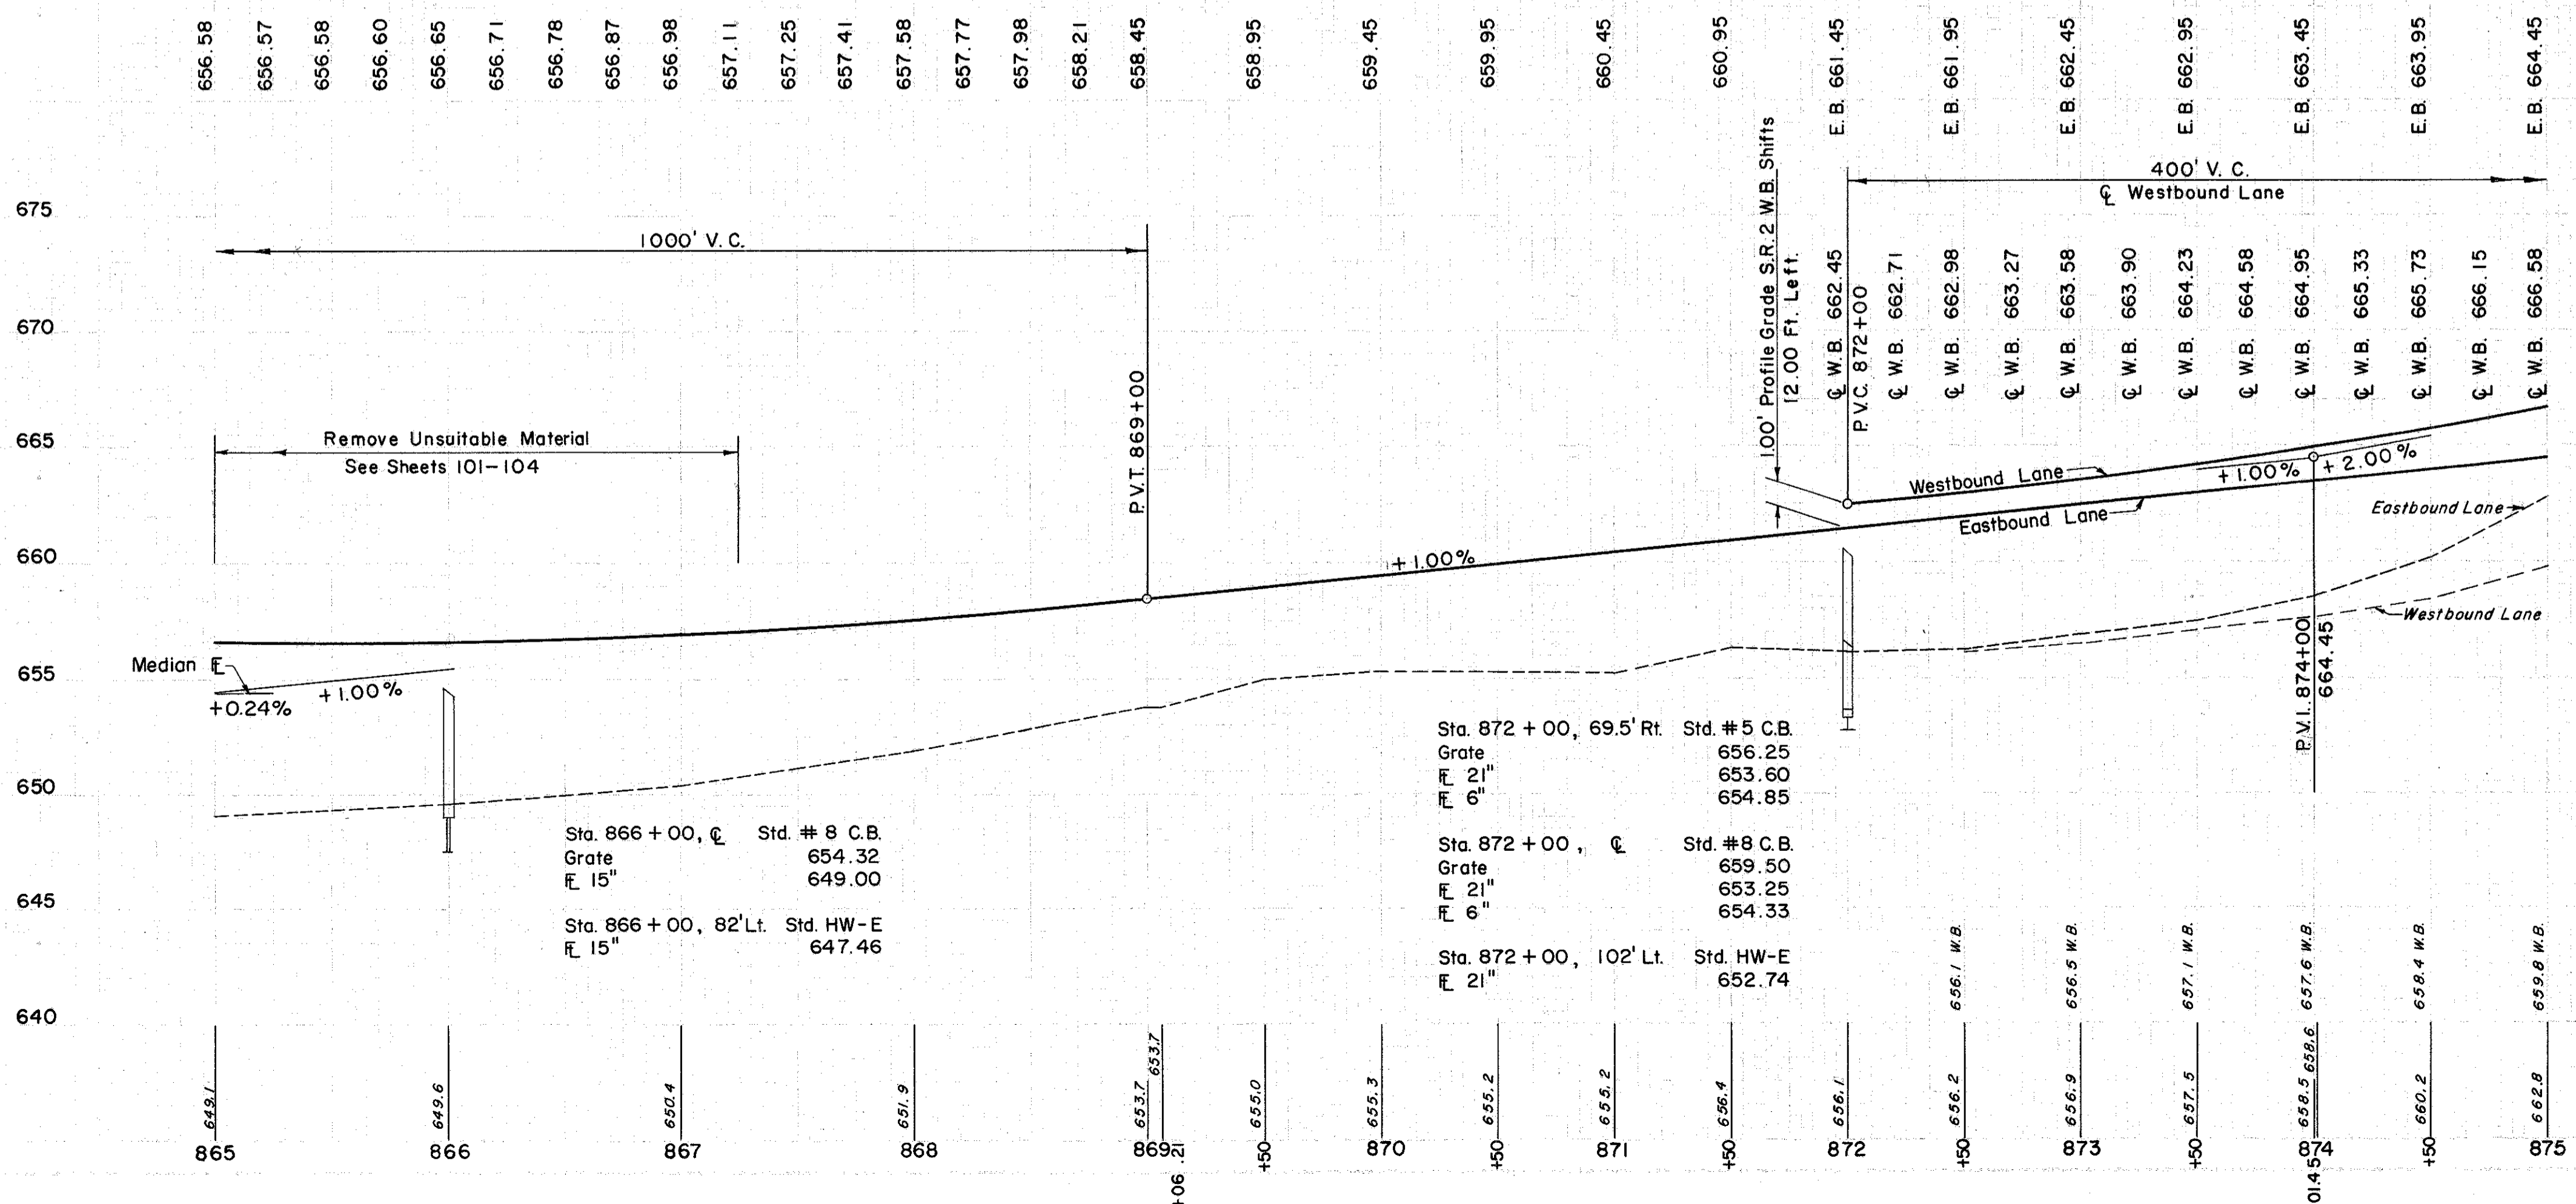 656.58 656.57 656.58 656.60 656.65 656.71 656.78 656.87 656.98 657.11 657.25 657.41 657.58 657.77 657.98 658.21 658.45 658.95 659.45 659.95 660.45 660.95 E.B. 661.45 E.B. 661.95 E.B. 662.45 E.B. 662.95 E.B. 663.45 E.B. 663.95 E.B. 664.45
400' V.C.
℄ Westbound Lane
1.00' Profile Grade S.R. 2 W.B. Shifts
12.00 Ft. Left.
675
1000' V.C.
℄ W.B. 662.45 ℄ W.B. 662.71 ℄ W.B. 662.98 ℄ W.B. 663.27 ℄ W.B. 663.58 ℄ W.B. 663.90 ℄ W.B. 664.23 ℄ W.B. 664.58 ℄ W.B. 664.95 ℄ W.B. 665.33 ℄ W.B. 665.73 ℄ W.B. 666.15 ℄ W.B. 666.58
P.V.C. 872+00
670
P.V.T. 869+00
665
Remove Unsuitable Material
See Sheets 101-104
Westbound Lane
+1.00% +2.00%
Eastbound Lane
Eastbound Lane
660
+1.00%
Westbound Lane
655
Median FL
+1.00%
+0.24%
P.V.I. 874+00
664.45
650
Sta. 872+00, 69.5' Rt. Std. #5 C.B.
Grate 656.25
FL 21" 653.60
FL 6" 654.85
Sta. 866+00, ℄ Std. #8 C.B.
Grate 654.32
FL 15" 649.00
Sta. 872+00, ℄ Std. #8 C.B.
Grate 659.50
FL 21" 653.25
FL 6" 654.33
645
Sta. 866+00, 82' Lt. Std. HW-E
FL 15" 647.46
Sta. 872+00, 102' Lt. Std. HW-E
FL 21" 652.74
656.1 W.B. 656.5 W.B. 657.1 W.B. 657.6 W.B. 658.4 W.B. 659.8 W.B.
640
649.1 649.6 650.4 651.9 653.7 653.7 655.0 655.3 655.2 655.2 656.4 656.1 656.2 656.9 657.5 658.5 658.6 660.2 662.8
865 866 867 868 869 +06.21 +50 870 +50 871 +50 872 +50 873 +50 874 +50 875